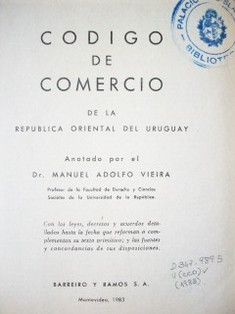 PALACIO
BIBLIOTE
CODIGO
DE
COMERCIO
DE LA
REPUBLICA ORIENTAL DEL URUGUAY
Anotado por el
Dr. MANUEL ADOLFO VIEIRA
Profesor de la Facultad de Derecho y Ciencias
Sociales de la Universidad de la República.
Con las leyes, decretos y acuerdos deta-
llados hasta la fecha que reforman o com-
plementan su texto primitivo; y las fuentes
y concordancias de sus disposiciones.
BARREIRO Y RAMOS S. A.
Montevideo, 1983